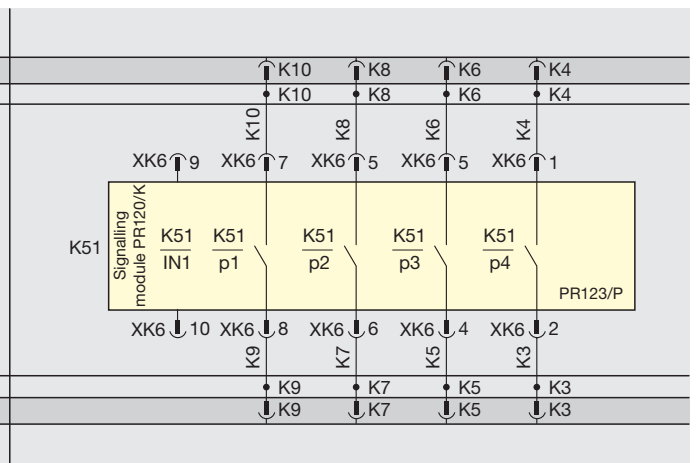 K10 K8 K6 K4
K10 K8 K6 K4
K10 K8 K6 K4
XK6 9 XK6 7 XK6 5 XK6 5 XK6 1
K51
Signalling
module PR120/K
K51 K51 K51 K51 K51
IN1 p1 p2 p3 p4
PR123/P
XK6 10 XK6 8 XK6 6 XK6 4 XK6 2
K9 K7 K5 K3
K9 K7 K5 K3
K9 K7 K5 K3